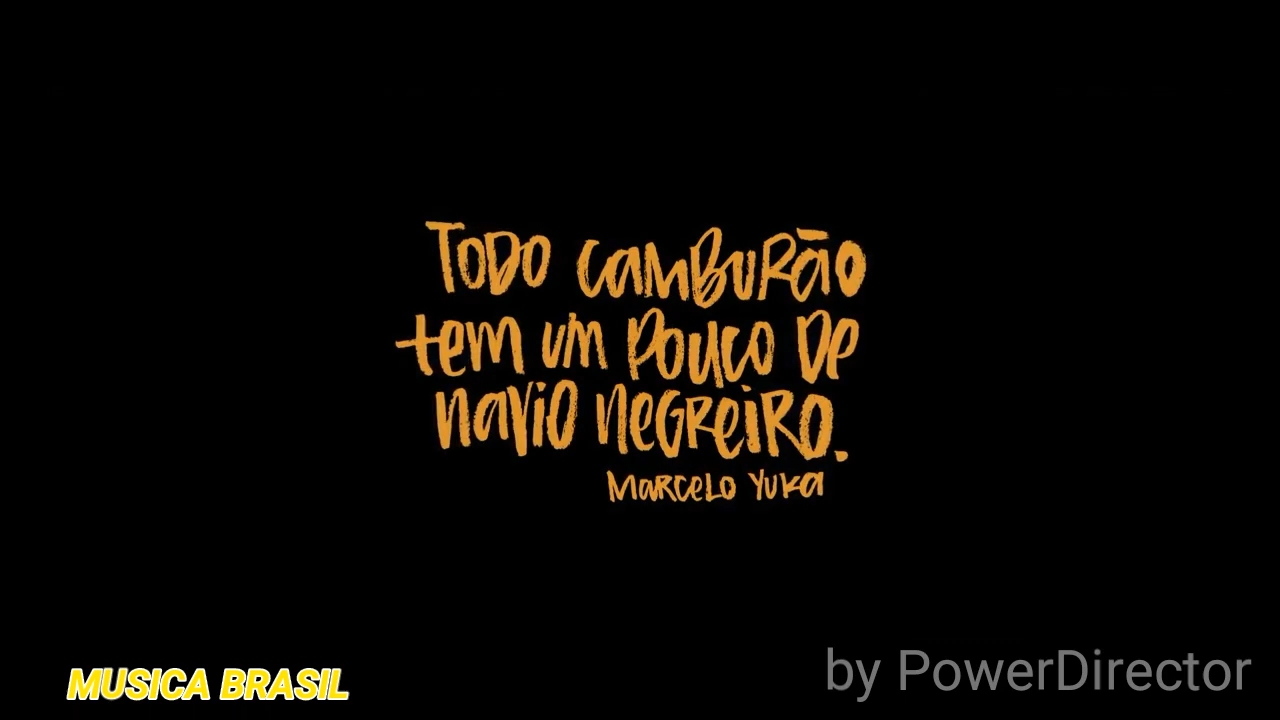 TODO CAMBURÃO
tem um pouco de
navio negreiro.
Marcelo Yuka
MUSICA BRASIL
by PowerDirector